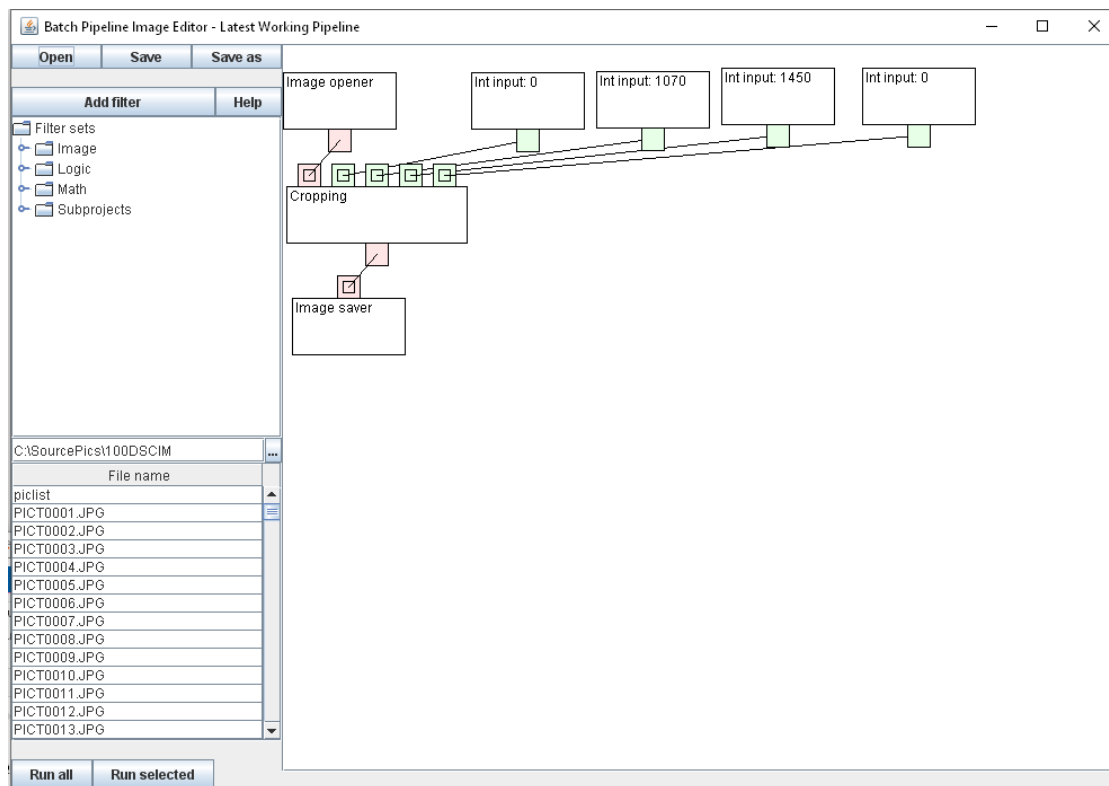 Batch Pipeline Image Editor - Latest Working Pipeline
Open Save Save as
Add filter Help
Filter sets
Image
Logic
Math
Subprojects
C:\SourcePics\100DSCIM ...
File name
piclist
PICT0001.JPG
PICT0002.JPG
PICT0003.JPG
PICT0004.JPG
PICT0005.JPG
PICT0006.JPG
PICT0007.JPG
PICT0008.JPG
PICT0009.JPG
PICT0010.JPG
PICT0011.JPG
PICT0012.JPG
PICT0013.JPG
Run all Run selected
Image opener
Int input: 0
Int input: 1070
Int input: 1450
Int input: 0
Cropping
Image saver